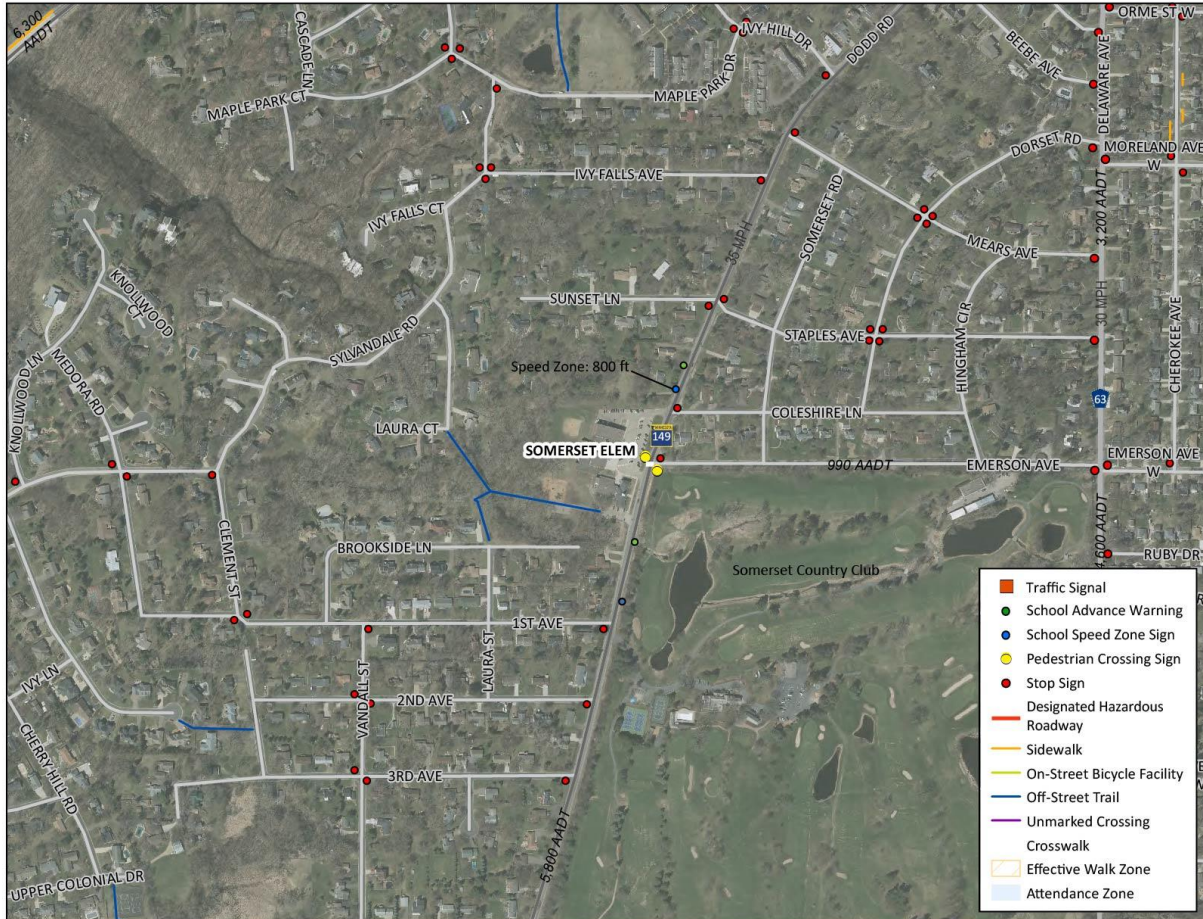 6,300
AADT
CASCADE LN
IVY HILL DR
DODD RD
ORME ST W
BEEBE AVE
DELAWARE AVE
MAPLE PARK CT
MAPLE PARK DR
DORSET RD
MORELAND AVE
W
IVY FALLS AVE
SOMERSET RD
3,200 AADT
IVY FALLS CT
35 MPH
MEARS AVE
KNOLLWOOD
CT
SUNSET LN
30 MPH
CHEROKEE AVE
SYLVANDALE RD
STAPLES AVE
HINGHAM CIR
KNOLLWOOD LN
MEDORA RD
Speed Zone: 800 ft
63
COLESHIRE LN
LAURA CT
149
SOMERSET ELEM
990 AADT
EMERSON AVE
EMERSON AVE
W
CLEMENT ST
BROOKSIDE LN
4,600 AADT
RUBY DR
Somerset Country Club
1ST AVE
LAURA ST
IVY LN
VANDALL ST
2ND AVE
CHERRY HILL RD
3RD AVE
5,800 AADT
UPPER COLONIAL DR
Traffic Signal
School Advance Warning
School Speed Zone Sign
Pedestrian Crossing Sign
Stop Sign
Designated Hazardous
Roadway
Sidewalk
On-Street Bicycle Facility
Off-Street Trail
Unmarked Crossing
Crosswalk
Effective Walk Zone
Attendance Zone